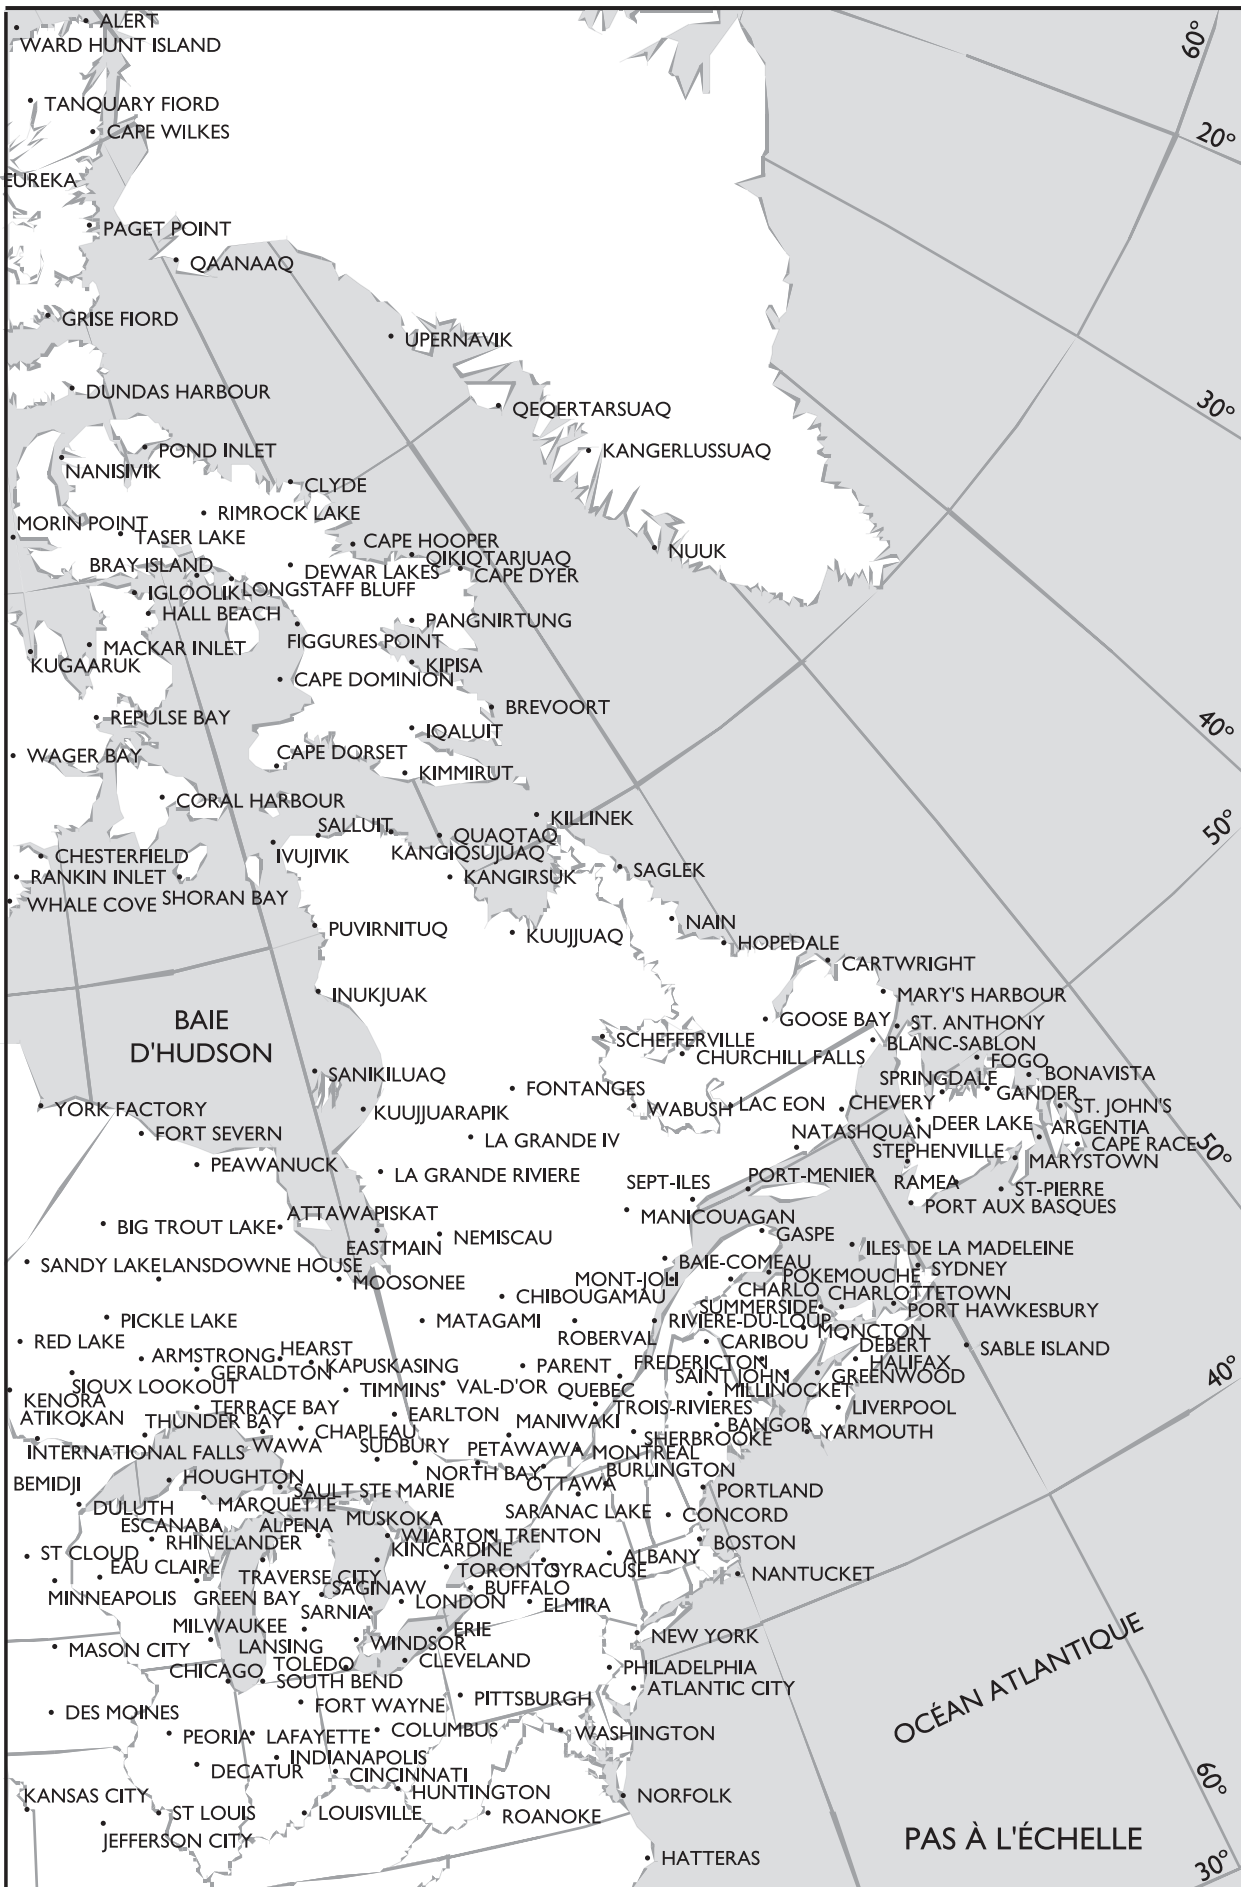 ALERT
60°
WARD HUNT ISLAND
TANQUARY FIORD
CAPE WILKES
20°
EUREKA
PAGET POINT
QAANAAQ
GRISE FIORD
UPERNAVIK
DUNDAS HARBOUR
30°
QEQERTARSUAQ
POND INLET
KANGERLUSSUAQ
NANISIVIK
CLYDE
RIMROCK LAKE
MORIN POINT
TASER LAKE
CAPE HOOPER
NUUK
QIKIQTARJUAQ
BRAY ISLAND
DEWAR LAKES
CAPE DYER
IGLOOLIK
LONGSTAFF BLUFF
HALL BEACH
PANGNIRTUNG
FIGGURES POINT
MACKAR INLET
KUGAARUK
KIPISA
CAPE DOMINION
BREVOORT
REPULSE BAY
40°
IQALUIT
CAPE DORSET
WAGER BAY
KIMMIRUT
CORAL HARBOUR
KILLINEK
50°
SALLUIT
QUAQTAQ
CHESTERFIELD
IVUJIVIK
KANGIQSUJUAQ
SAGLEK
RANKIN INLET
KANGIRSUK
SHORAN BAY
WHALE COVE
NAIN
PUVIRNITUQ
KUUJJUAQ
HOPEDALE
CARTWRIGHT
INUKJUAK
MARY'S HARBOUR
BAIE
D'HUDSON
GOOSE BAY
ST. ANTHONY
SCHEFFERVILLE
BLANC-SABLON
CHURCHILL FALLS
FOGO
SANIKILUAQ
BONAVISTA
SPRINGDALE
FONTANGES
GANDER
YORK FACTORY
KUUJJUARAPIK
WABUSH
LAC EON
CHEVERY
ST. JOHN'S
DEER LAKE
ARGENTIA
FORT SEVERN
NATASHQUAN
LA GRANDE IV
CAPE RACE
50°
STEPHENVILLE
MARYSTOWN
PEAWANUCK
LA GRANDE RIVIERE
PORT-MENIER
SEPT-ILES
RAMEA
ST-PIERRE
PORT AUX BASQUES
ATTAWAPISKAT
MANICOUAGAN
BIG TROUT LAKE
GASPE
NEMISCAU
EASTMAIN
ILES DE LA MADELEINE
SANDY LAKE
LANSDOWNE HOUSE
BAIE-COMEAU
SYDNEY
MOOSONEE
MONT-JOLI
POKEMOUCHE
CHARLO
CHARLOTTETOWN
CHIBOUGAMAU
SUMMERSIDE
PORT HAWKESBURY
PICKLE LAKE
MATAGAMI
RIVIERE-DU-LOUP
MONCTON
RED LAKE
ROBERVAL
CARIBOU
DEBERT
SABLE ISLAND
HEARST
ARMSTRONG
FREDERICTON
HALIFAX
KAPUSKASING
PARENT
GERALDTON
SAINT JOHN
GREENWOOD
40°
SIOUX LOOKOUT
TIMMINS
VAL-D'OR
QUEBEC
MILLINOCKET
KENORA
TERRACE BAY
TROIS-RIVIERES
LIVERPOOL
ATIKOKAN
THUNDER BAY
EARLTON
MANIWAKI
BANGOR
CHAPLEAU
SHERBROOKE
YARMOUTH
INTERNATIONAL FALLS
WAWA
SUDBURY
PETAWAWA
MONTREAL
NORTH BAY
BURLINGTON
BEMIDJI
HOUGHTON
SAULT STE MARIE
OTTAWA
PORTLAND
DULUTH
MARQUETTE
SARANAC LAKE
CONCORD
ESCANABA
ALPENA
MUSKOKA
RHINELANDER
WIARTON
TRENTON
BOSTON
ST CLOUD
KINCARDINE
ALBANY
EAU CLAIRE
TRAVERSE CITY
TORONTO
SYRACUSE
NANTUCKET
MINNEAPOLIS
GREEN BAY
SAGINAW
BUFFALO
LONDON
ELMIRA
SARNIA
MILWAUKEE
ERIE
NEW YORK
MASON CITY
LANSING
WINDSOR
OCÉAN ATLANTIQUE
TOLEDO
CLEVELAND
PHILADELPHIA
CHICAGO
SOUTH BEND
ATLANTIC CITY
PITTSBURGH
FORT WAYNE
DES MOINES
PEORIA
LAFAYETTE
COLUMBUS
WASHINGTON
INDIANAPOLIS
DECATUR
CINCINNATI
60°
KANSAS CITY
HUNTINGTON
NORFOLK
ST LOUIS
LOUISVILLE
ROANOKE
JEFFERSON CITY
PAS À L'ÉCHELLE
HATTERAS
30°